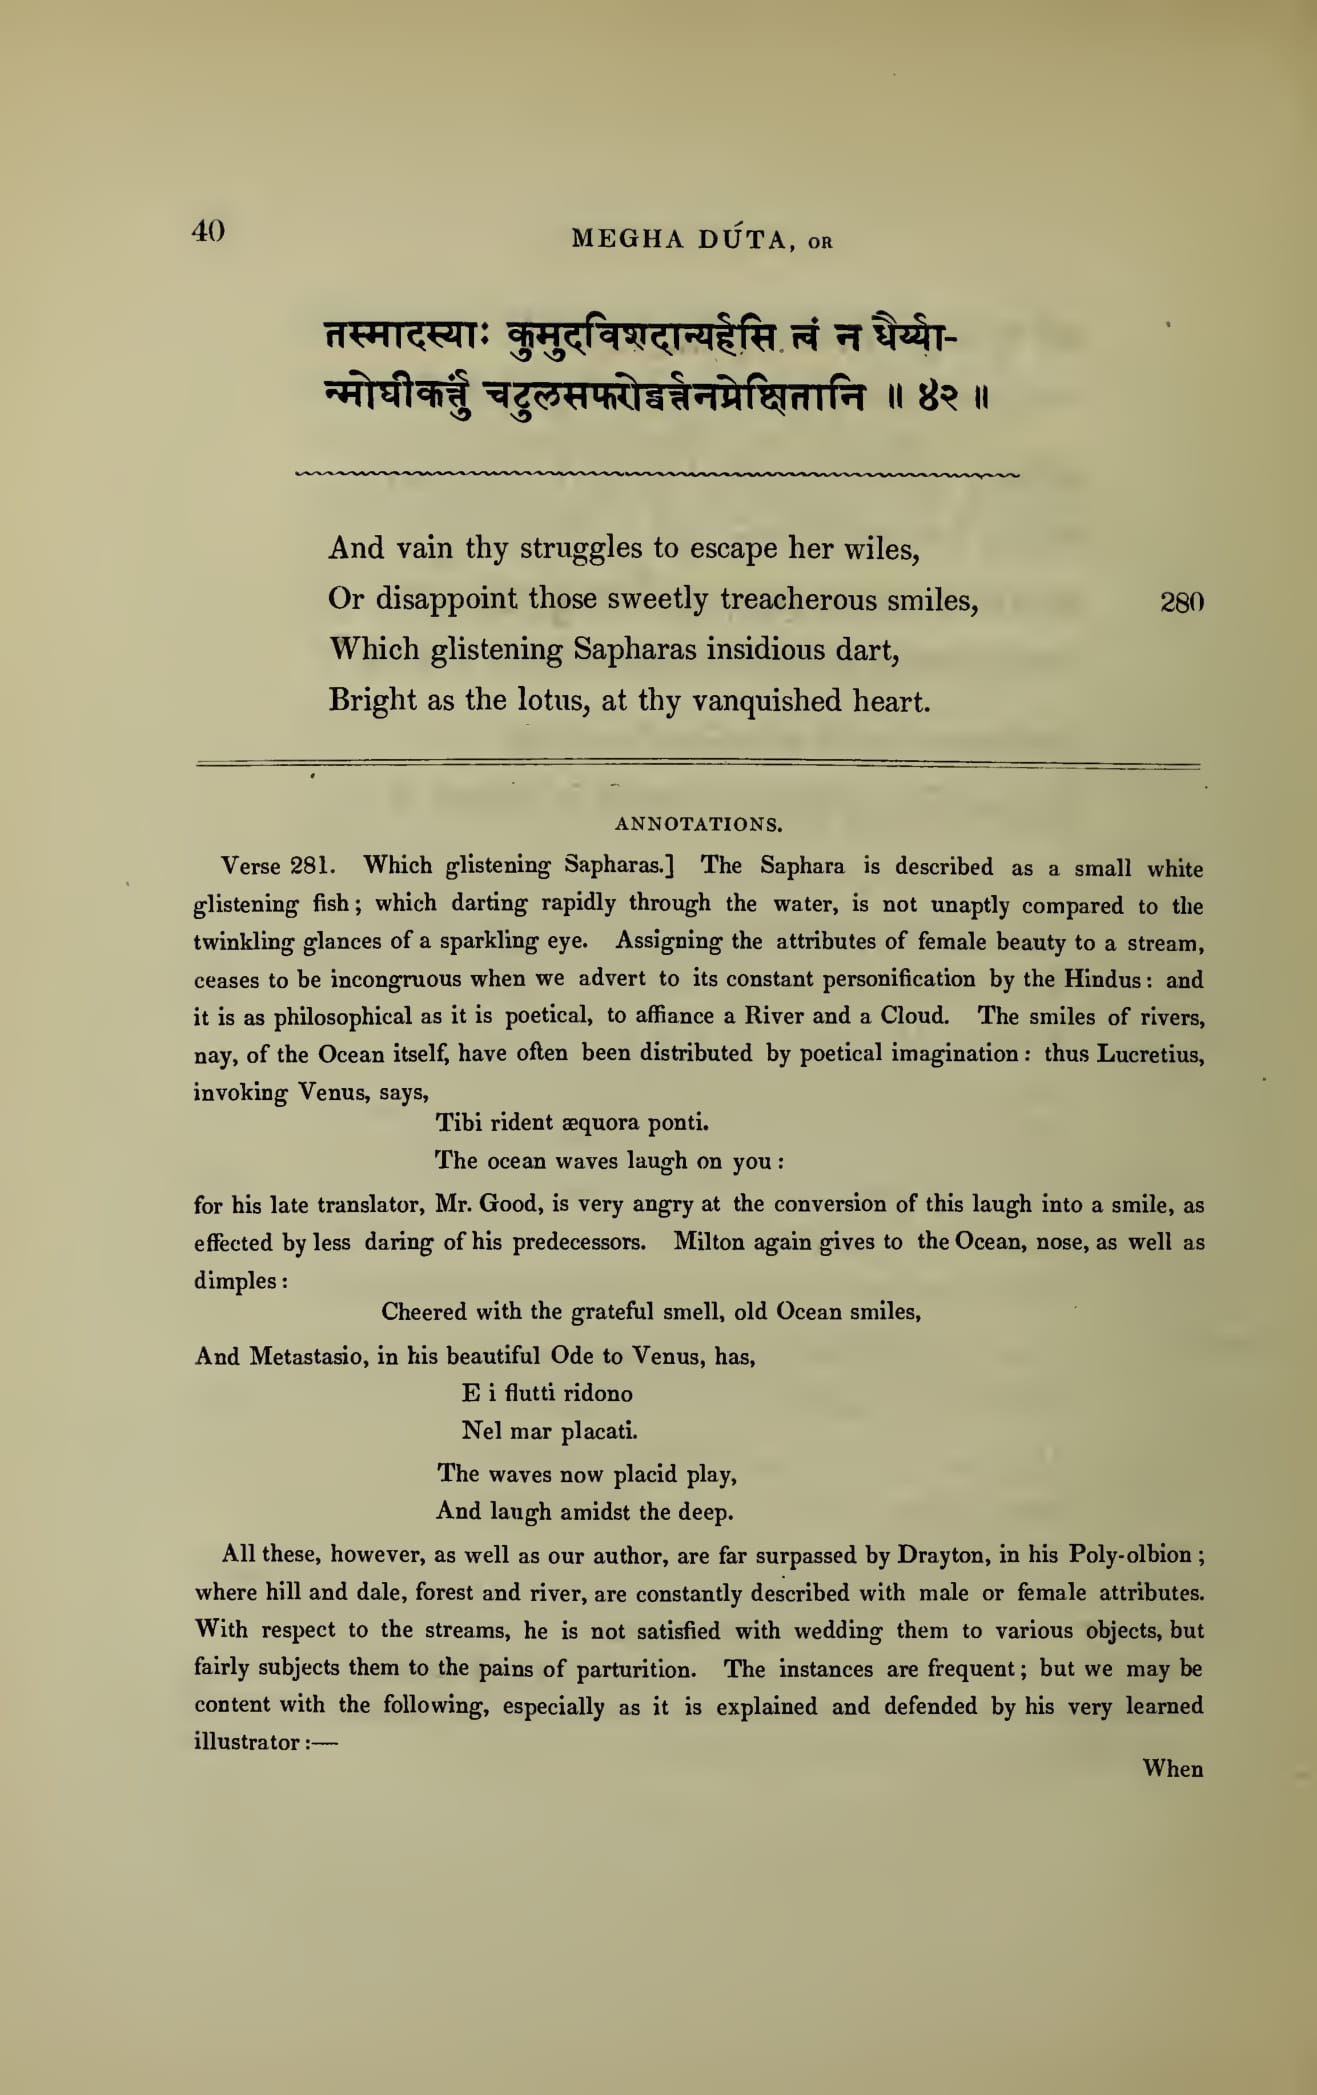 40
MEGHA DÚTA, OR
तस्मादस्याः कुमुदविशदान्यर्हसि त्वं न धैर्य्या-
न्मोघीकर्त्तुं चटुलसफरोद्वर्त्तनप्रेक्षितानि ॥ ४२ ॥
And vain thy struggles to escape her wiles,
Or disappoint those sweetly treacherous smiles, 280
Which glistening Sapharas insidious dart,
Bright as the lotus, at thy vanquished heart.
ANNOTATIONS.
Verse 281. Which glistening Sapharas.] The Saphara is described as a small white
glistening fish; which darting rapidly through the water, is not unaptly compared to the
twinkling glances of a sparkling eye. Assigning the attributes of female beauty to a stream,
ceases to be incongruous when we advert to its constant personification by the Hindus: and
it is as philosophical as it is poetical, to affiance a River and a Cloud. The smiles of rivers,
nay, of the Ocean itself, have often been distributed by poetical imagination: thus Lucretius,
invoking Venus, says,
Tibi rident æquora ponti.
The ocean waves laugh on you:
for his late translator, Mr. Good, is very angry at the conversion of this laugh into a smile, as
effected by less daring of his predecessors. Milton again gives to the Ocean, nose, as well as
dimples:
Cheered with the grateful smell, old Ocean smiles,
And Metastasio, in his beautiful Ode to Venus, has,
E i flutti ridono
Nel mar placati.
The waves now placid play,
And laugh amidst the deep.
All these, however, as well as our author, are far surpassed by Drayton, in his Poly-olbion;
where hill and dale, forest and river, are constantly described with male or female attributes.
With respect to the streams, he is not satisfied with wedding them to various objects, but
fairly subjects them to the pains of parturition. The instances are frequent; but we may be
content with the following, especially as it is explained and defended by his very learned
illustrator:—
When